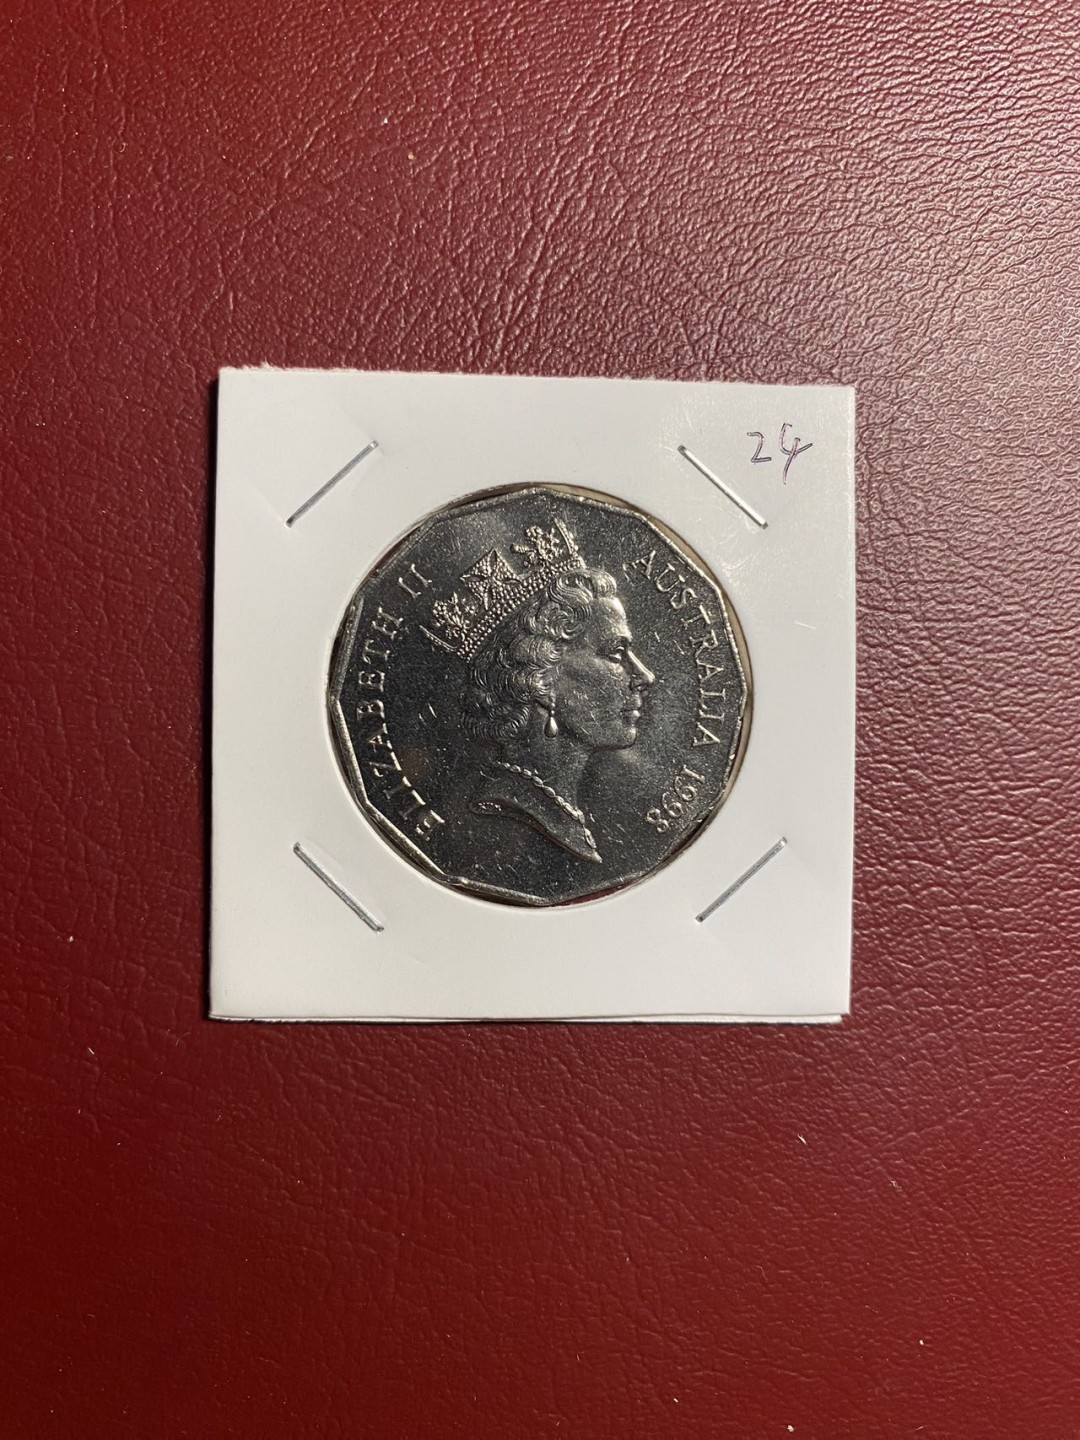 24
ELIZABETH II
AUSTRALIA 1998